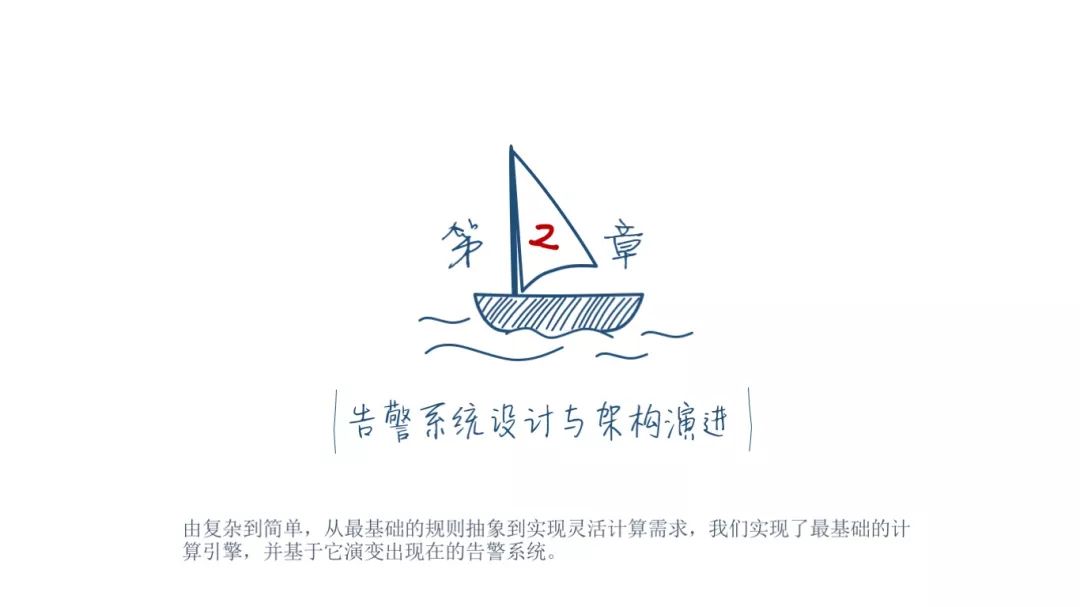 第2章
告警系统设计与架构演进
由复杂到简单，从最基础的规则抽象到实现灵活计算需求，我们实现了最基础的计
算引擎，并基于它演变出现在的告警系统。